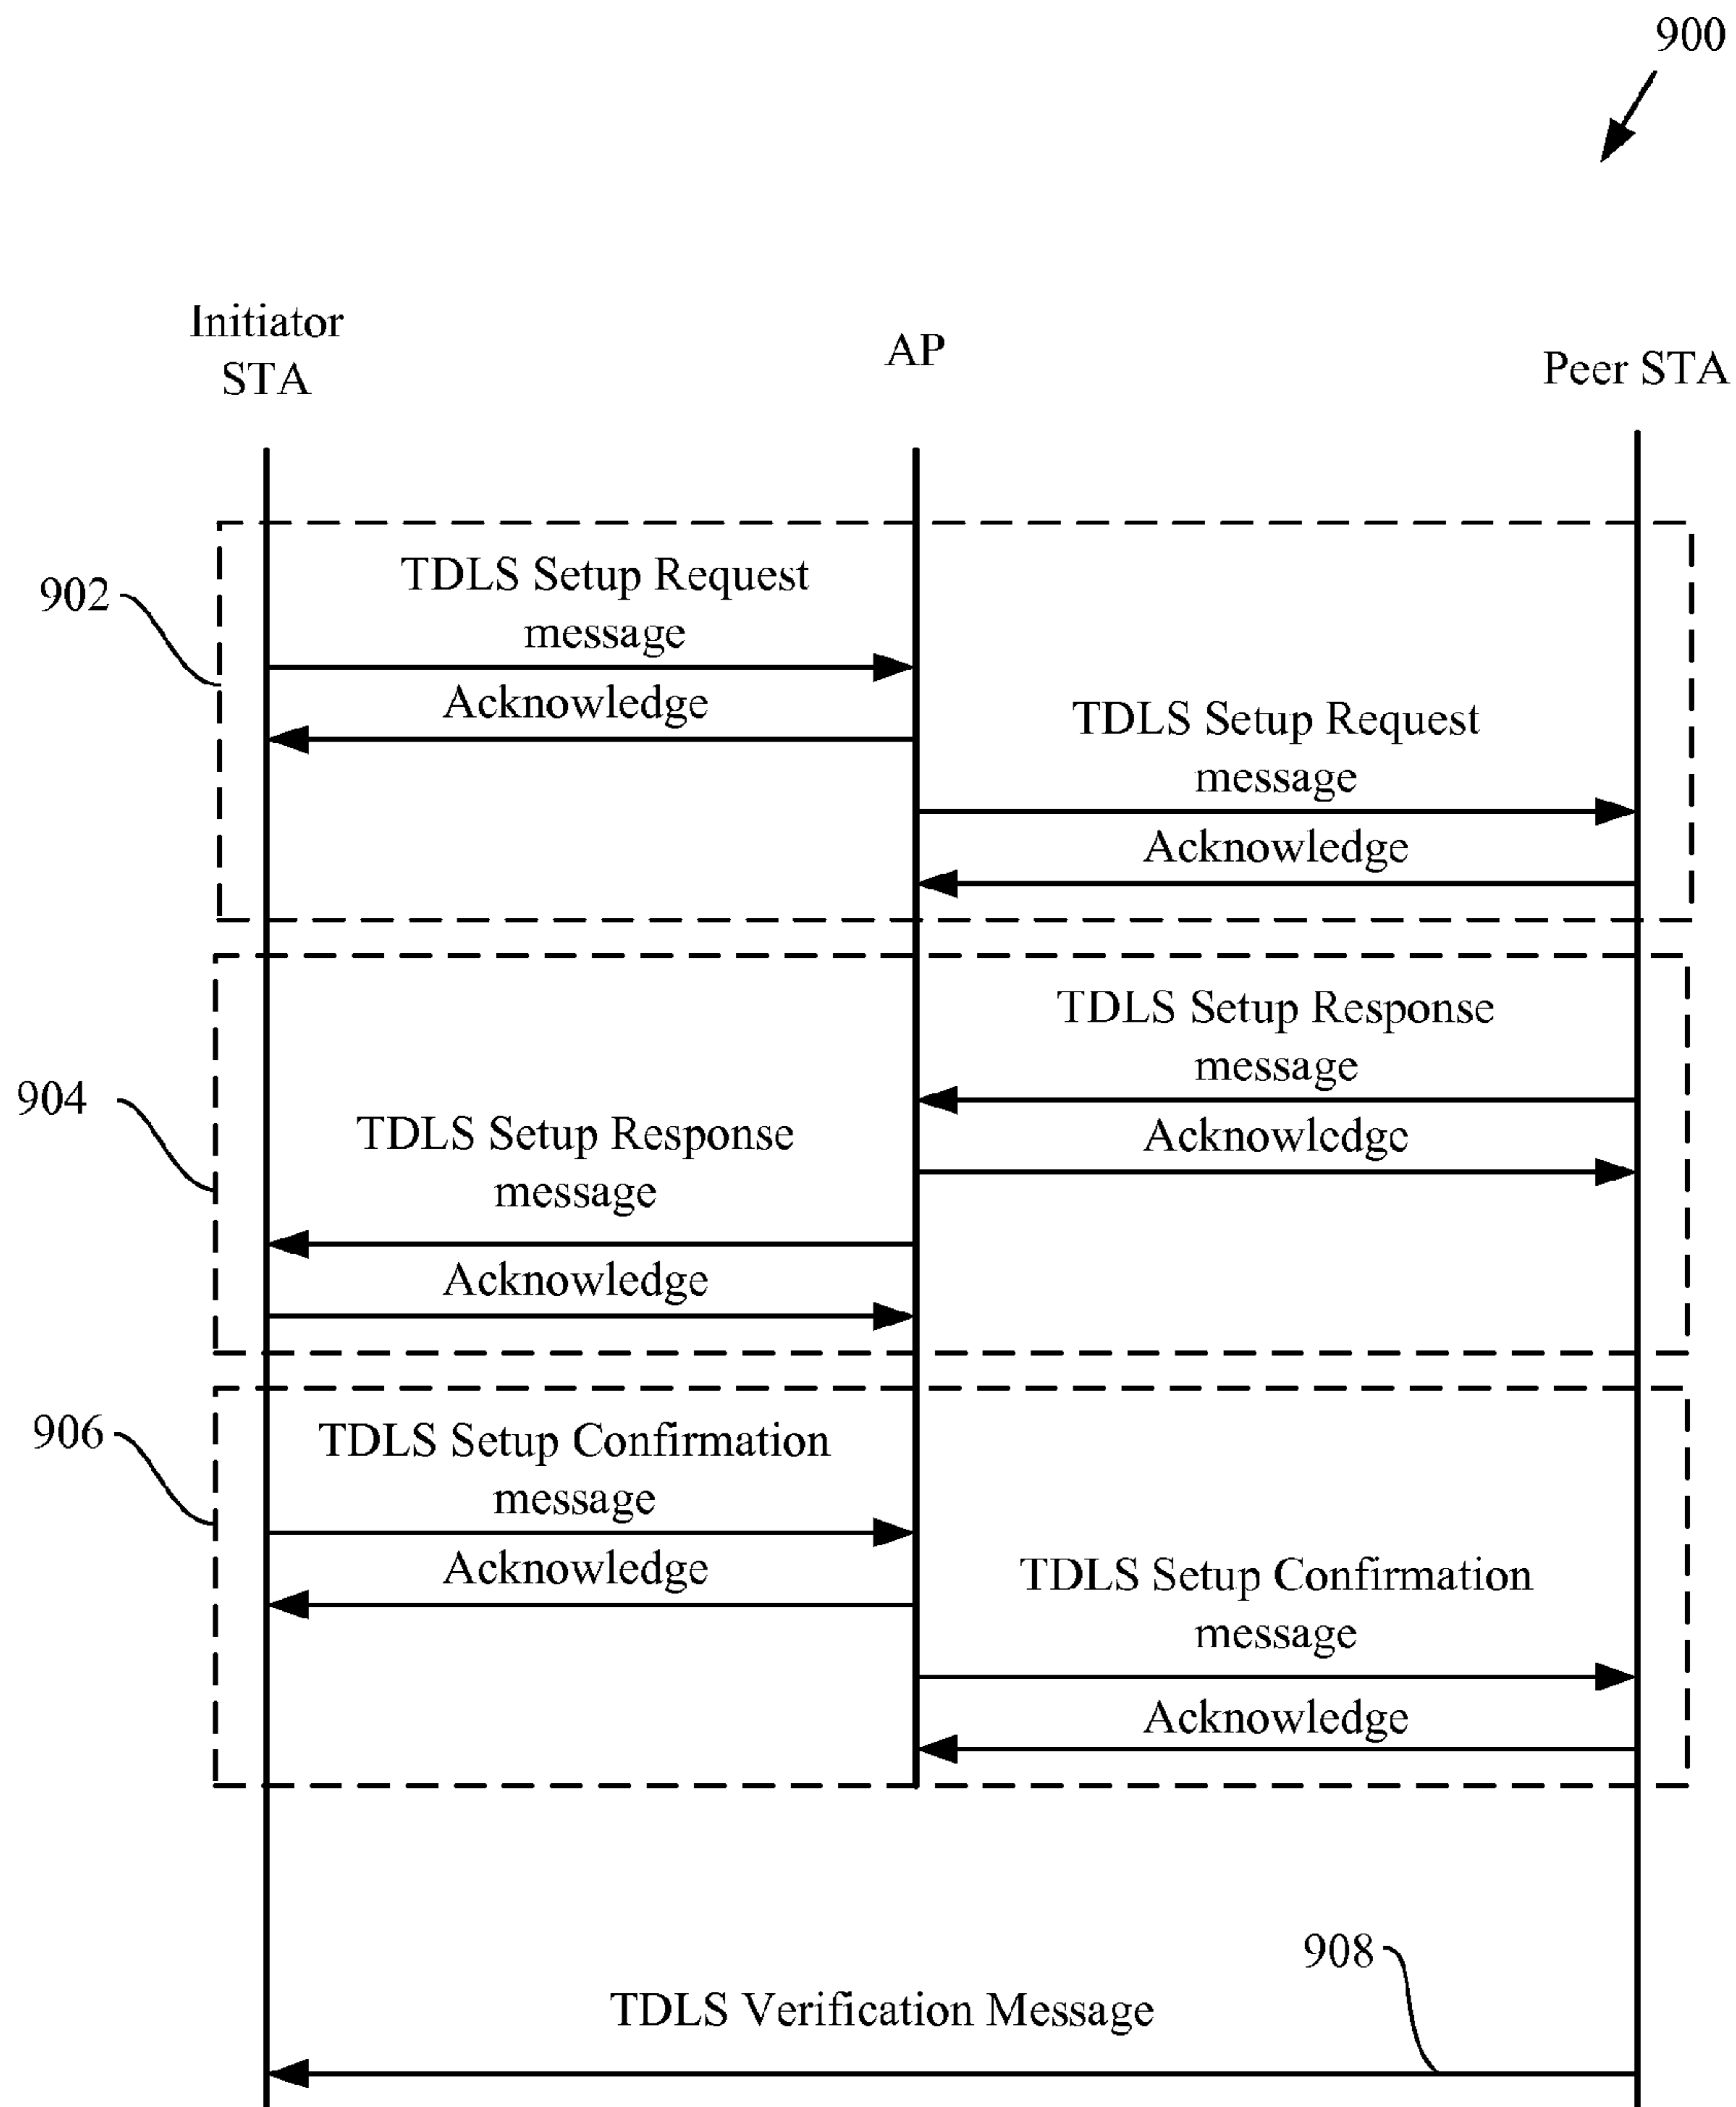 900
Initiator
STA
AP
Peer STA
902
TDLS Setup Request
message
Acknowledge
TDLS Setup Request
message
Acknowledge
904
TDLS Setup Response
message
Acknowledge
TDLS Setup Response
message
Acknowledge
906
TDLS Setup Confirmation
message
Acknowledge
TDLS Setup Confirmation
message
Acknowledge
908
TDLS Verification Message